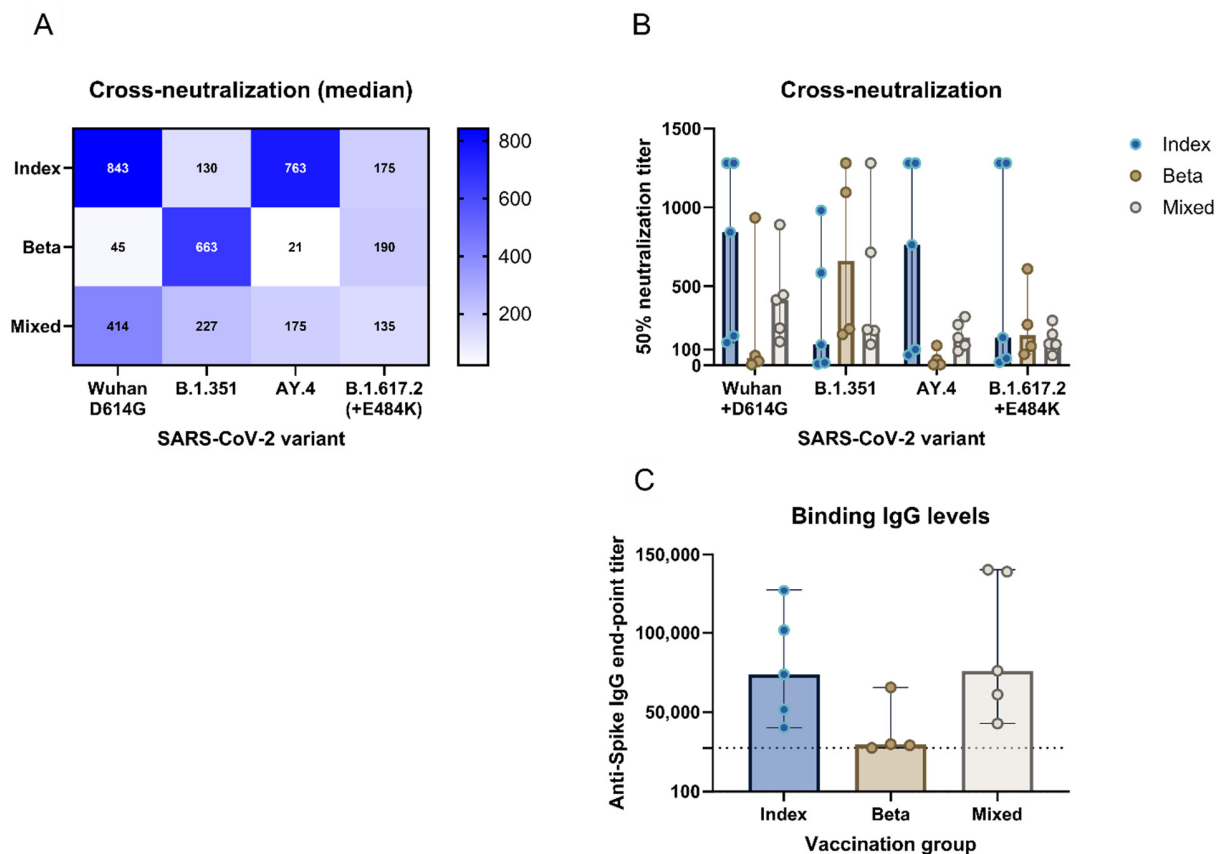 A
Cross-neutralization (median)
Index
843 130 763 175
Beta
45 663 21 190
Mixed
414 227 175 135
Wuhan D614G
B.1.351
AY.4
B.1.617.2 (+E484K)
SARS-CoV-2 variant
800
600
400
200
B
Cross-neutralization
50% neutralization titer
1500
1000
500
100
0
Wuhan +D614G
B.1.351
AY.4
B.1.617.2 +E484K
SARS-CoV-2 variant
Index
Beta
Mixed
C
Binding IgG levels
Anti-Spike IgG end-point titer
150,000
100,000
50,000
100
Index
Beta
Mixed
Vaccination group